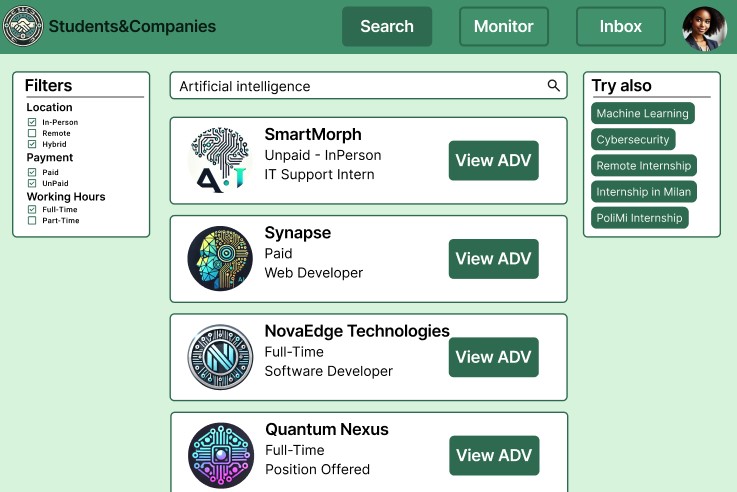 S&C
Students&Companies
Search
Monitor
Inbox
Filters
Location
In-Person
Remote
Hybrid
Payment
Paid
UnPaid
Working Hours
Full-Time
Part-Time
Artificial intelligence
A.I
SmartMorph
Unpaid - InPerson
IT Support Intern
View ADV
AI
Synapse
Paid
Web Developer
View ADV
N
NovaEdge Technologies
Full-Time
Software Developer
View ADV
Quantum Nexus
Full-Time
Position Offered
View ADV
Try also
Machine Learning
Cybersecurity
Remote Internship
Internship in Milan
PoliMi Internship